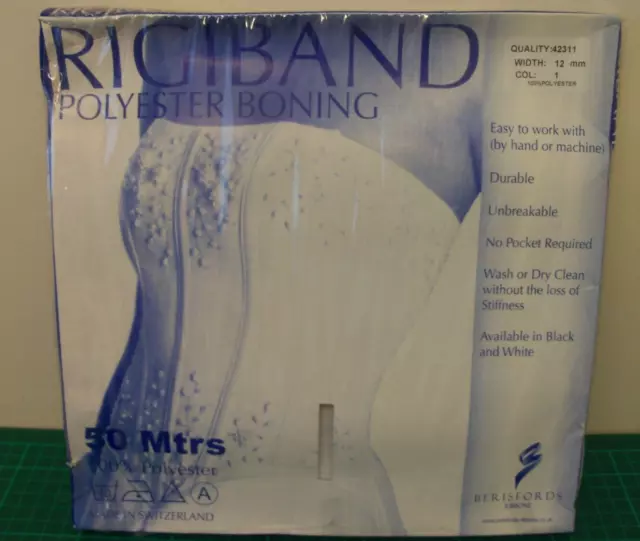 RIGIBAND
POLYESTER BONING
QUALITY:42311
WIDTH: 12 mm
COL: 1
100%POLYESTER
Easy to work with
(by hand or machine)
Durable
Unbreakable
No Pocket Required
Wash or Dry Clean
without the loss of
Stiffness
Available in Black
and White
50 Mtrs
100% Polyester
A
MADE IN SWITZERLAND
BERISFORDS